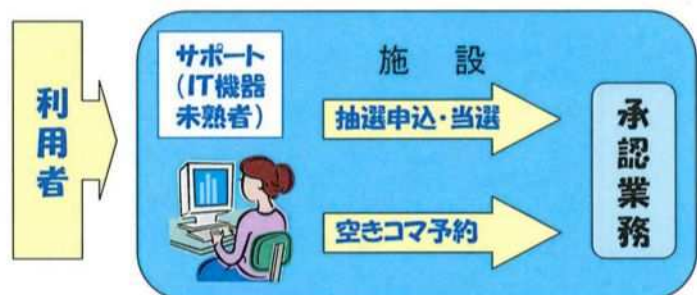 利用者
サポート
(IT機器
未熟者)
施 設
抽選申込・当選
空きコマ予約
承認業務